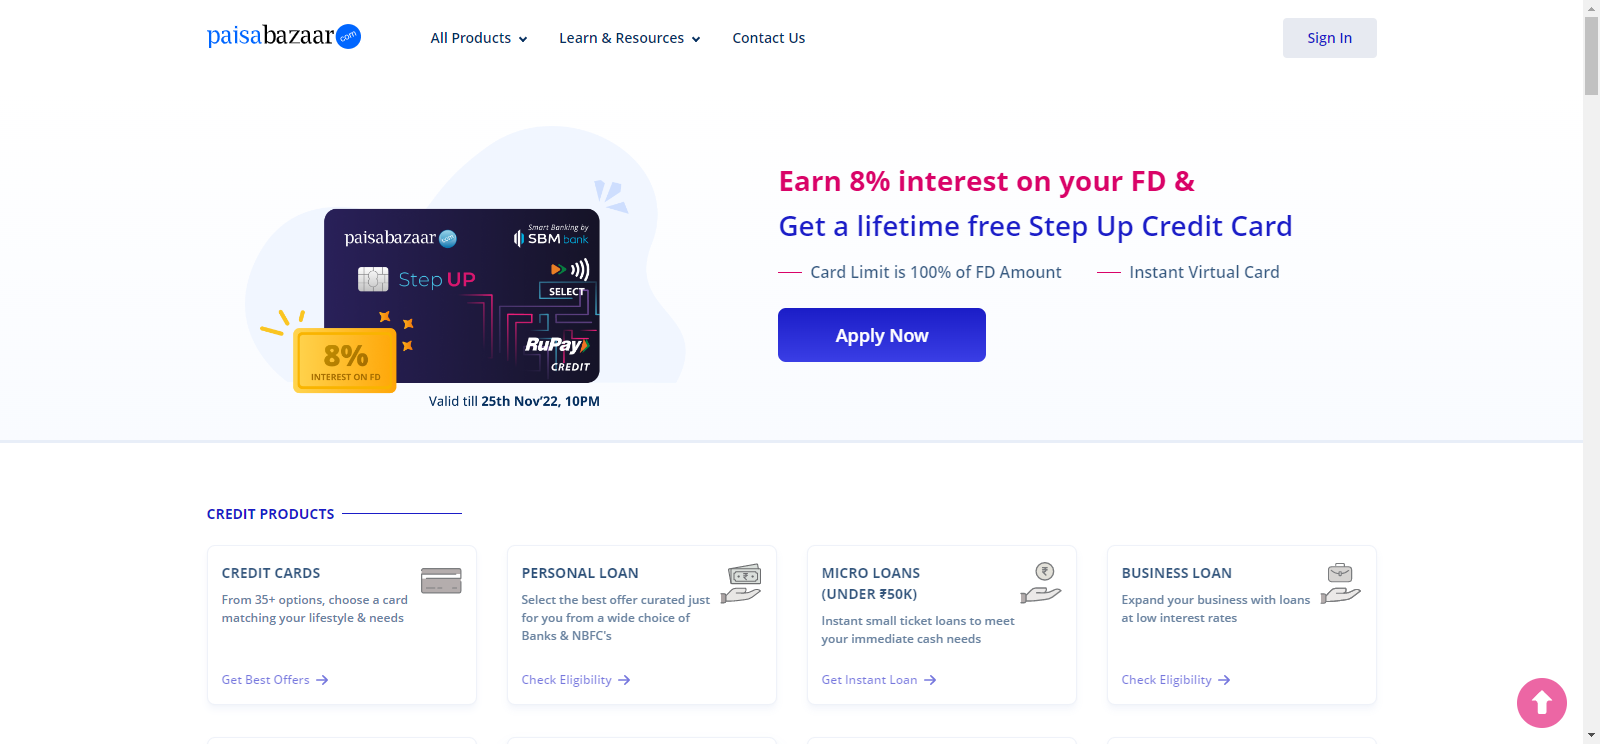 paisabazaar.com
All Products
Learn & Resources
Contact Us
Sign In
paisabazaar.com
Smart Banking by
SBM bank
Step UP
SELECT
RuPay
CREDIT
8%
INTEREST ON FD
Valid till 25th Nov'22, 10PM
Earn 8% interest on your FD &
Get a lifetime free Step Up Credit Card
Card Limit is 100% of FD Amount
Instant Virtual Card
Apply Now
CREDIT PRODUCTS
CREDIT CARDS
From 35+ options, choose a card
matching your lifestyle & needs
Get Best Offers
PERSONAL LOAN
Select the best offer curated just
for you from a wide choice of
Banks & NBFC's
Check Eligibility
MICRO LOANS
(UNDER ₹50K)
Instant small ticket loans to meet
your immediate cash needs
Get Instant Loan
BUSINESS LOAN
Expand your business with loans
at low interest rates
Check Eligibility